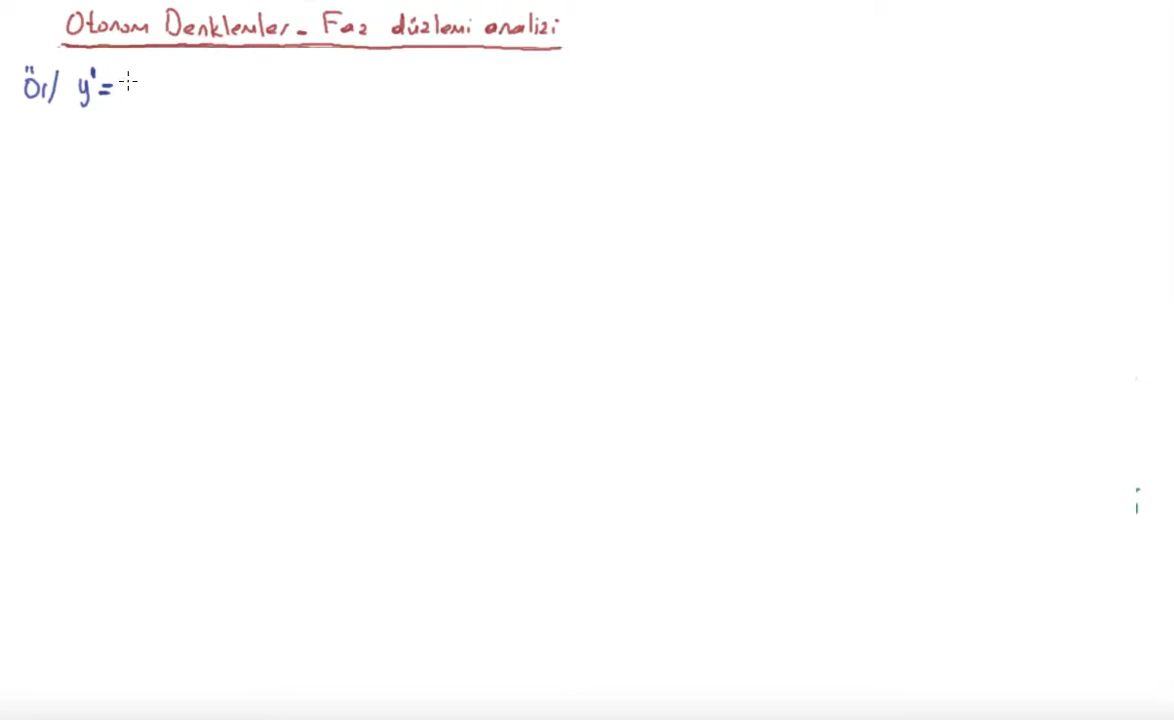 Otonom Denklemler - Faz düzlemi analizi
Ör/ y' =